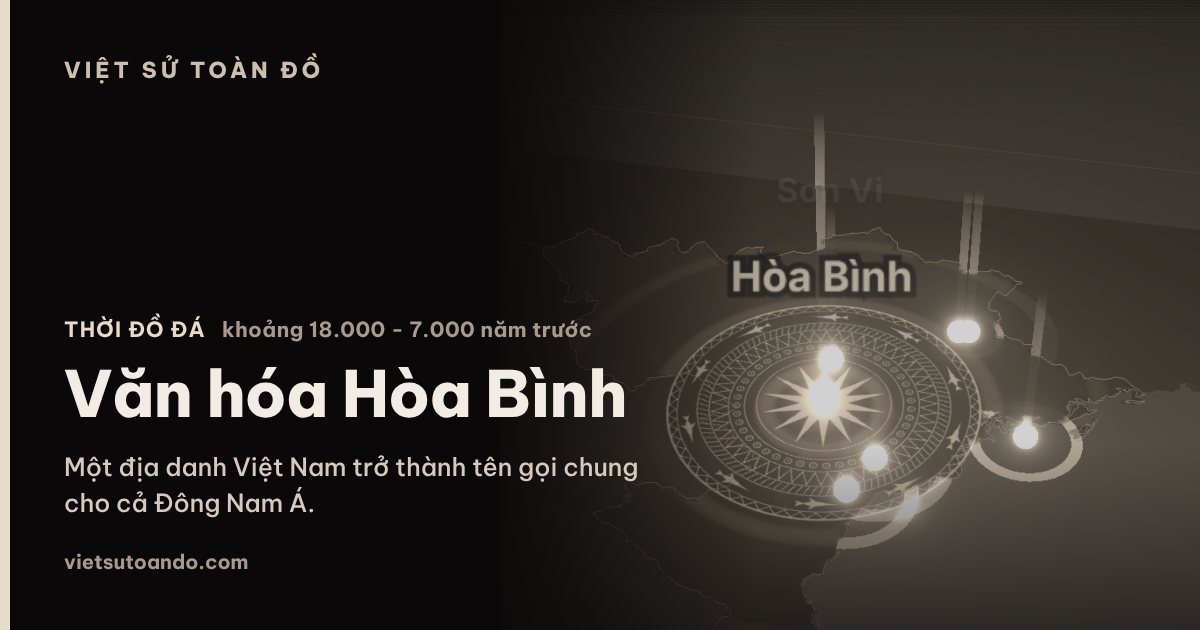 VIỆT SỬ TOÀN ĐỒ
Sơn Vi
Hòa Bình
THỜI ĐỒ ĐÁ khoảng 18.000 - 7.000 năm trước
Văn hóa Hòa Bình
Một địa danh Việt Nam trở thành tên gọi chung
cho cả Đông Nam Á.
vietsutoando.com